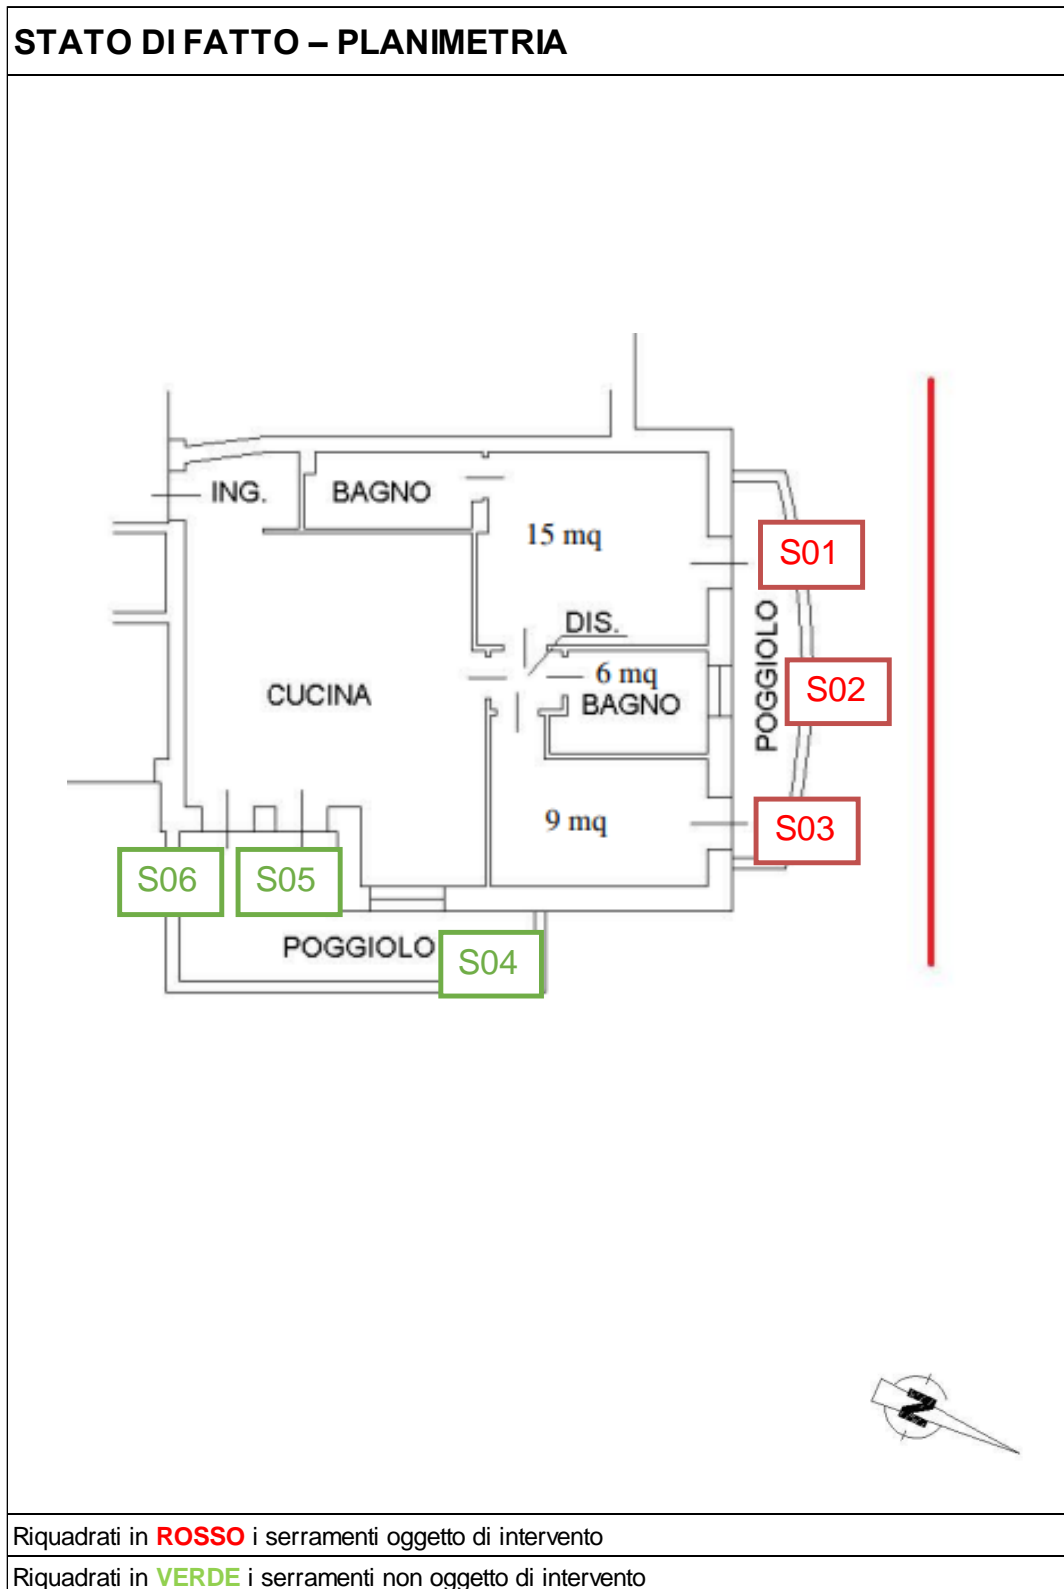 STATO DI FATTO – PLANIMETRIA
ING.
BAGNO
15 mq
S01
DIS.
6 mq
BAGNO
CUCINA
POGGIOLO
S02
9 mq
S03
S06
S05
POGGIOLO
S04
N
Riquadrati in ROSSO i serramenti oggetto di intervento
Riquadrati in VERDE i serramenti non oggetto di intervento